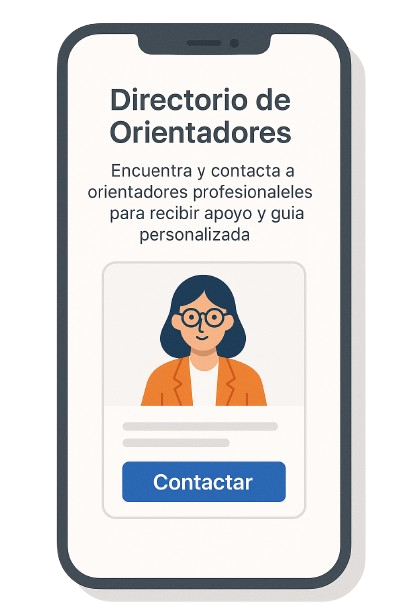 Directorio de
Orientadores
Encuentra y contacta a
orientadores profesionaleles
para recibir apoyo y guia
personalizada
Contactar